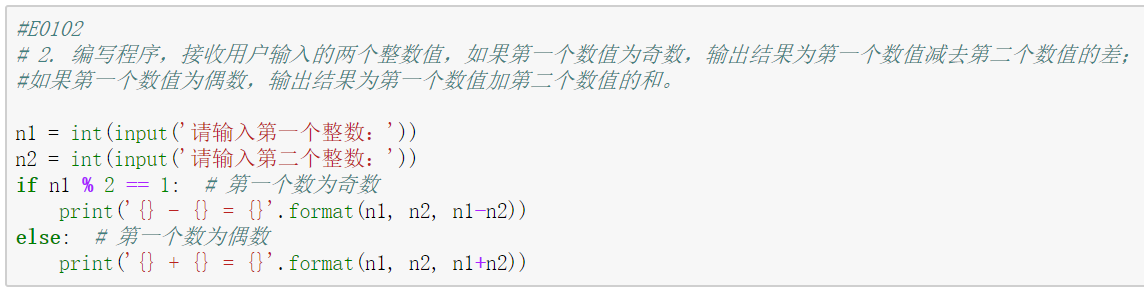 #E0102
# 2. 编写程序，接收用户输入的两个整数值，如果第一个数值为奇数，输出结果为第一个数值减去第二个数值的差；
#如果第一个数值为偶数，输出结果为第一个数值加第二个数值的和。
n1 = int(input('请输入第一个整数：'))
n2 = int(input('请输入第二个整数：'))
if n1 % 2 == 1:  # 第一个数为奇数
    print('{} - {} = {}'.format(n1, n2, n1-n2))
else:  # 第一个数为偶数
    print('{} + {} = {}'.format(n1, n2, n1+n2))